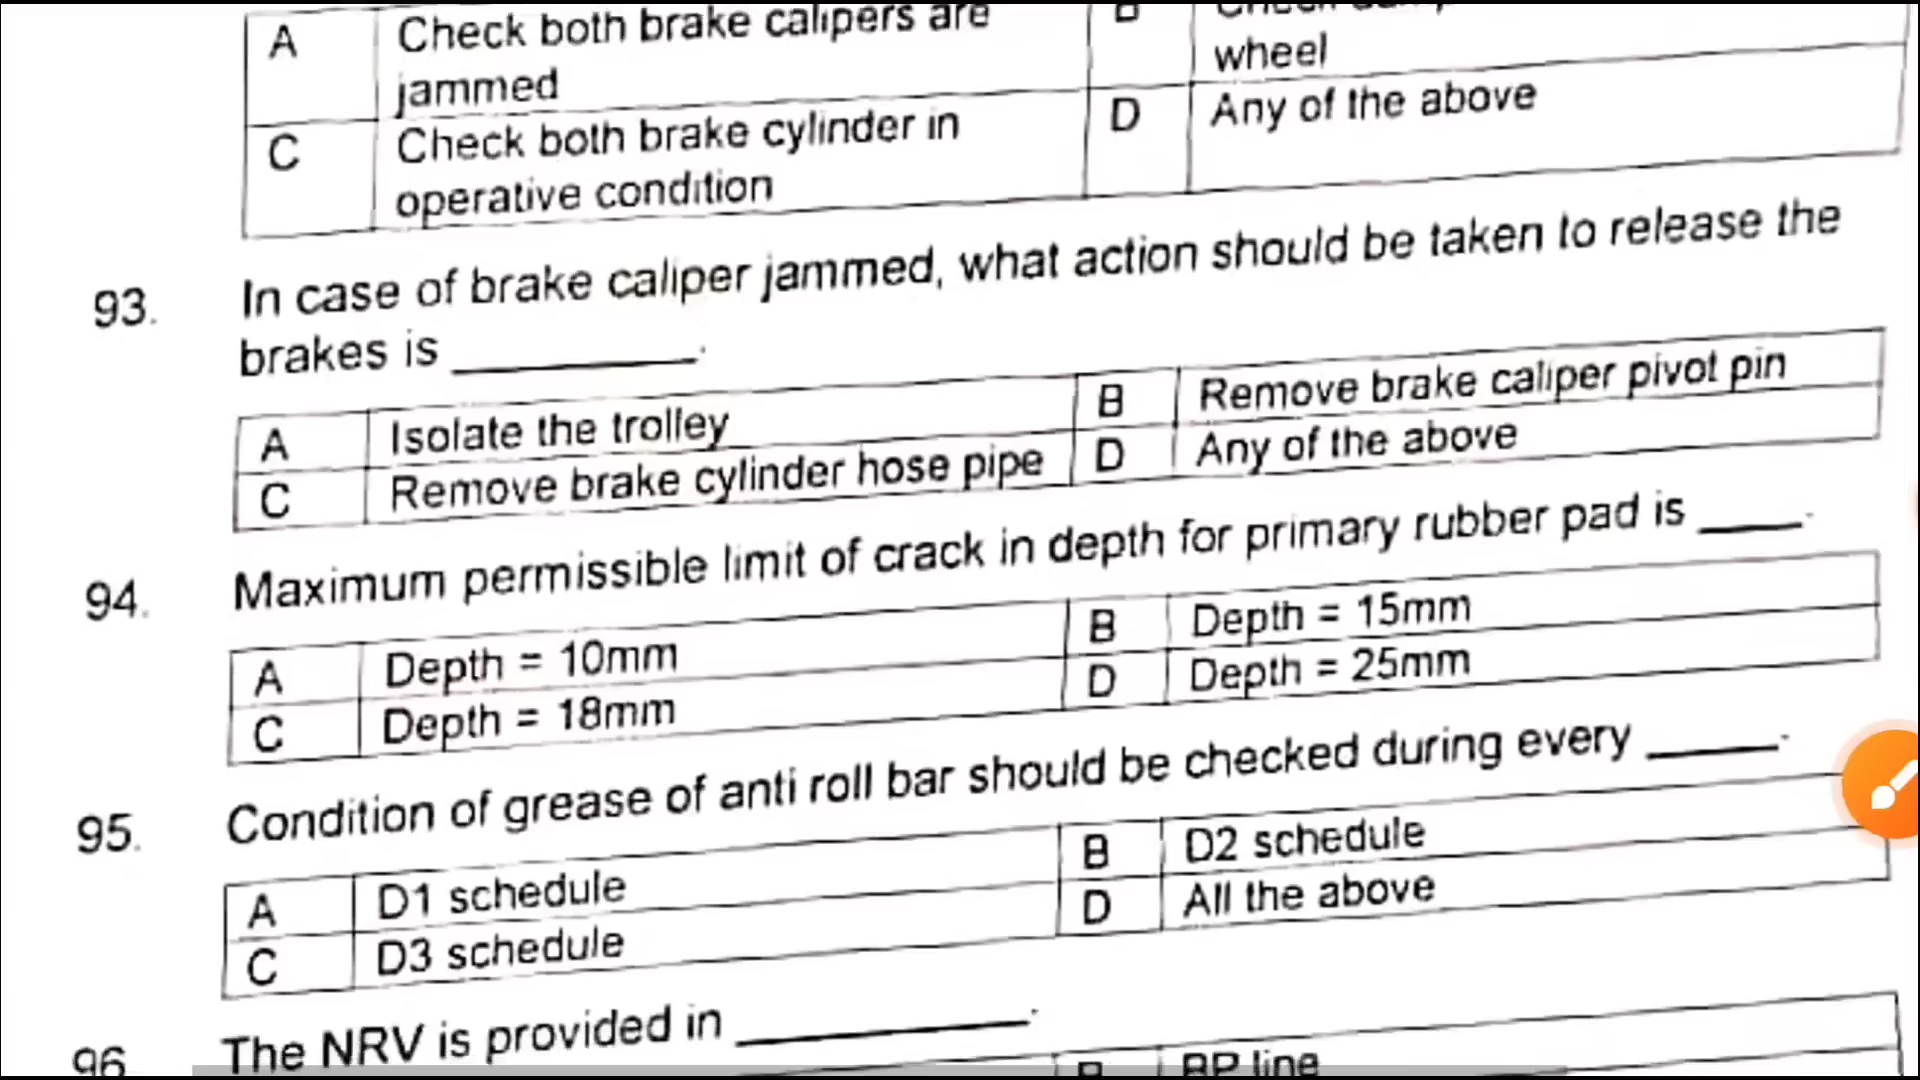 A Check both brake calipers are B
jammed wheel
C Check both brake cylinder in D Any of the above
operative condition
93. In case of brake caliper jammed, what action should be taken to release the
brakes is ________.
A Isolate the trolley B Remove brake caliper pivot pin
C Remove brake cylinder hose pipe D Any of the above
94. Maximum permissible limit of crack in depth for primary rubber pad is ____.
A Depth = 10mm B Depth = 15mm
C Depth = 18mm D Depth = 25mm
95. Condition of grease of anti roll bar should be checked during every _____.
A D1 schedule B D2 schedule
C D3 schedule D All the above
96 The NRV is provided in __________.
B BP line